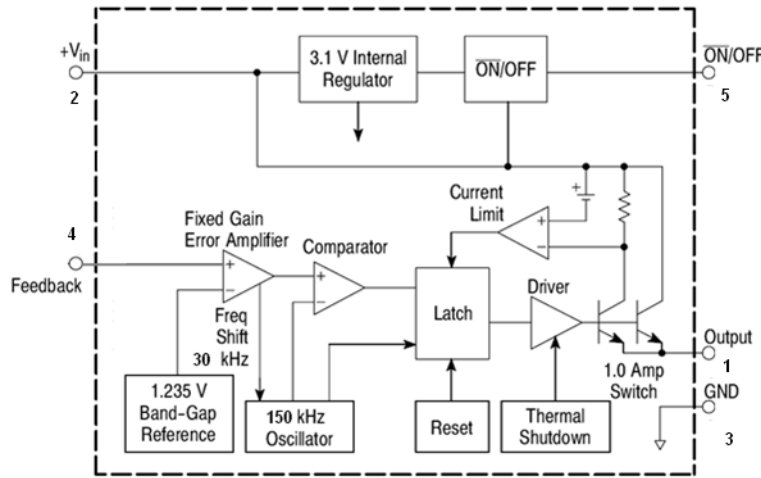 +Vin
2
3.1 V Internal
Regulator
ON/OFF
ON/OFF
5
Current
Limit
+
+
−
4
Feedback
Fixed Gain
Error Amplifier
+
−
Comparator
+
−
Freq
Shift
30 kHz
Latch
Driver
Output
1
1.0 Amp
Switch
GND
3
1.235 V
Band-Gap
Reference
150 kHz
Oscillator
Reset
Thermal
Shutdown